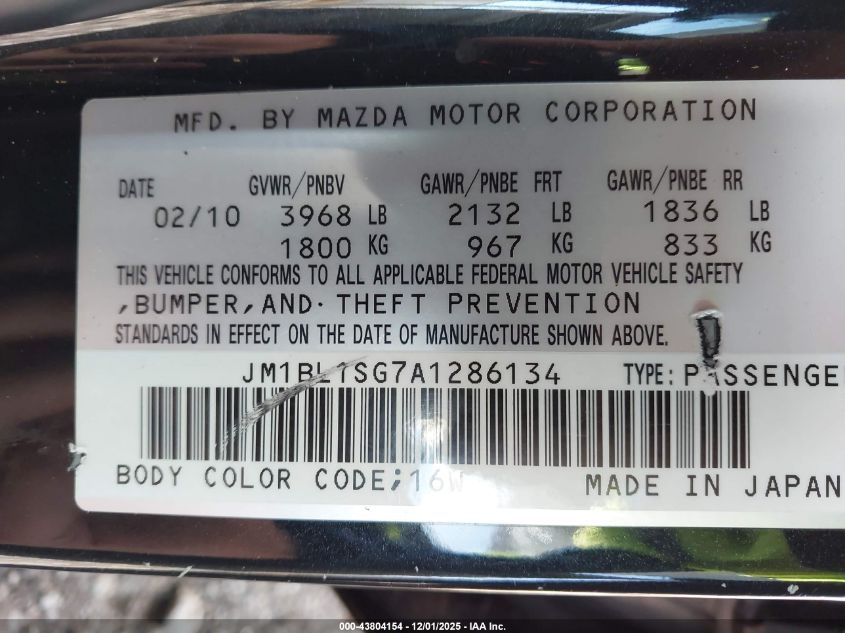 MFD. BY MAZDA MOTOR CORPORATION
DATE GVWR/PNBV GAWR/PNBE FRT GAWR/PNBE RR
02/10 3968 LB 2132 LB 1836 LB
1800 KG 967 KG 833 KG
THIS VEHICLE CONFORMS TO ALL APPLICABLE FEDERAL MOTOR VEHICLE SAFETY
,BUMPER,AND· THEFT PREVENTION
STANDARDS IN EFFECT ON THE DATE OF MANUFACTURE SHOWN ABOVE.
JM1BL1SG7A1286134 TYPE: PASSENGE
BODY COLOR CODE;16W MADE IN JAPAN
000-43804154 - 12/01/2025 - IAA Inc.